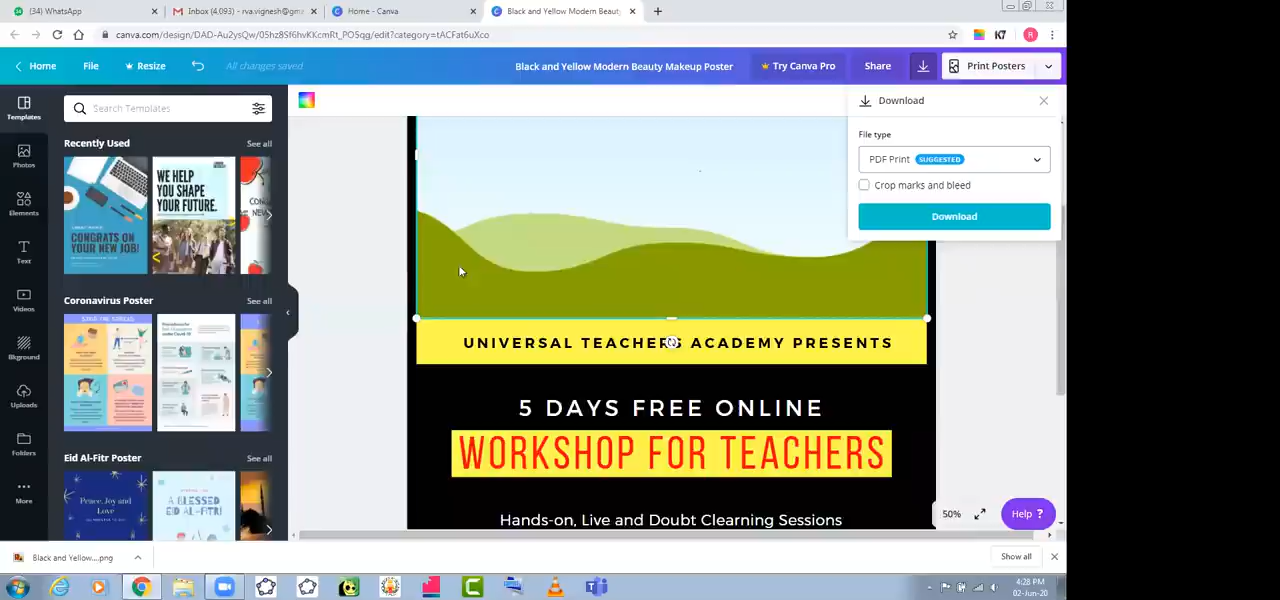 (34) WhatsApp
Inbox (4,093) - rva.vignesh@gma
Home - Canva
Black and Yellow Modern Beauty
canva.com/design/DAD-Au2ysQw/05hz8Sf6hvKKcmRt_PO5qg/edit?category=tACFat6uXco
K7
R
Home
File
Resize
All changes saved
Black and Yellow Modern Beauty Makeup Poster
Try Canva Pro
Share
Print Posters
Templates
Photos
Elements
Text
Videos
Bkground
Uploads
Folders
More
Search Templates
Recently Used
See all
CONGRATS ON
YOUR NEW JOB!
WE HELP
YOU SHAPE
YOUR FUTURE.
Coronavirus Poster
See all
Eid Al-Fitr Poster
See all
Peace, Joy and
Love
A BLESSED
EID AL-FITR!
Download
File type
PDF Print SUGGESTED
Crop marks and bleed
Download
UNIVERSAL TEACHERS ACADEMY PRESENTS
5 DAYS FREE ONLINE
WORKSHOP FOR TEACHERS
Hands-on, Live and Doubt Clearning Sessions
50%
Help ?
Black and Yellow....png
Show all
4:28 PM
02-Jun-20